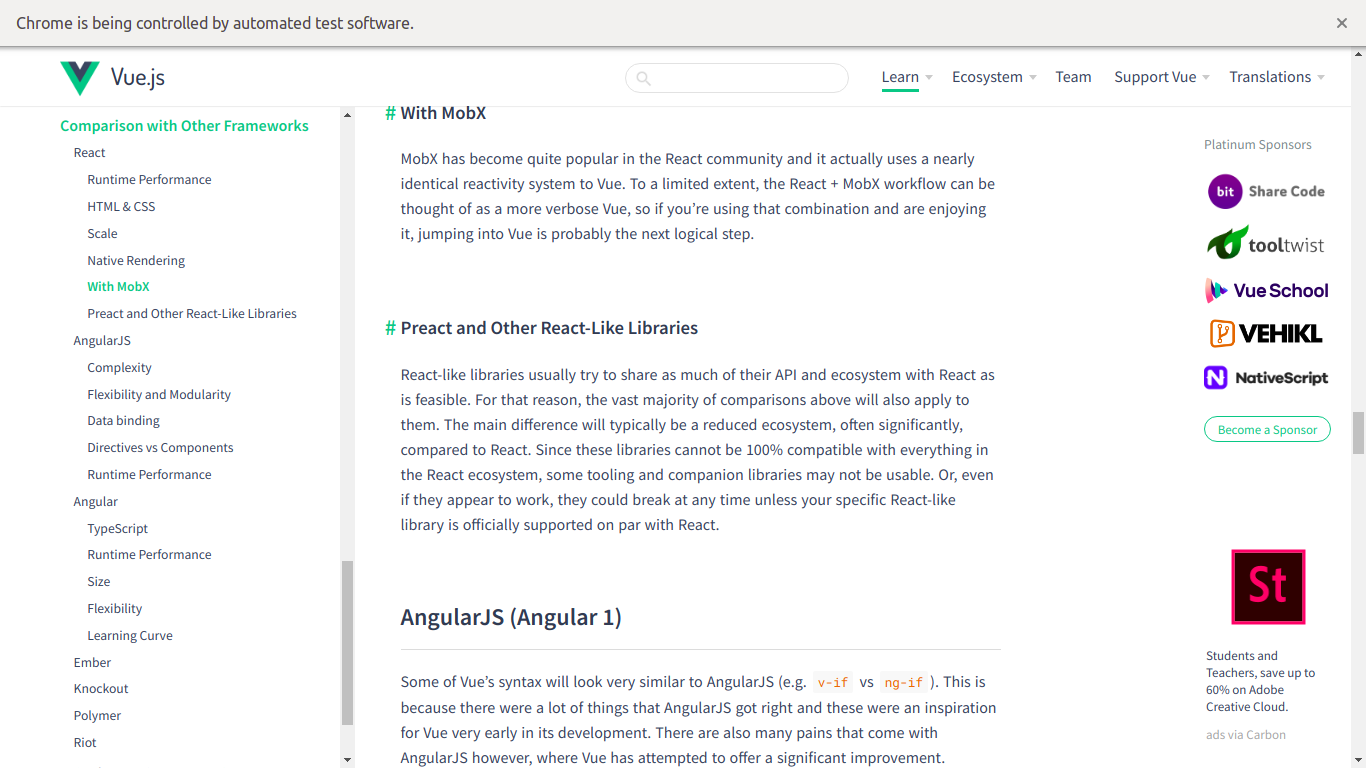 Chrome is being controlled by automated test software.
Vue.js
Learn
Ecosystem
Team
Support Vue
Translations
Comparison with Other Frameworks
React
Runtime Performance
HTML & CSS
Scale
Native Rendering
With MobX
Preact and Other React-Like Libraries
AngularJS
Complexity
Flexibility and Modularity
Data binding
Directives vs Components
Runtime Performance
Angular
TypeScript
Runtime Performance
Size
Flexibility
Learning Curve
Ember
Knockout
Polymer
Riot
# With MobX
MobX has become quite popular in the React community and it actually uses a nearly
identical reactivity system to Vue. To a limited extent, the React + MobX workflow can be
thought of as a more verbose Vue, so if you’re using that combination and are enjoying
it, jumping into Vue is probably the next logical step.
# Preact and Other React-Like Libraries
React-like libraries usually try to share as much of their API and ecosystem with React as
is feasible. For that reason, the vast majority of comparisons above will also apply to
them. The main difference will typically be a reduced ecosystem, often significantly,
compared to React. Since these libraries cannot be 100% compatible with everything in
the React ecosystem, some tooling and companion libraries may not be usable. Or, even
if they appear to work, they could break at any time unless your specific React-like
library is officially supported on par with React.
AngularJS (Angular 1)
Some of Vue’s syntax will look very similar to AngularJS (e.g. v-if vs ng-if ). This is
because there were a lot of things that AngularJS got right and these were an inspiration
for Vue very early in its development. There are also many pains that come with
AngularJS however, where Vue has attempted to offer a significant improvement.
Platinum Sponsors
bit Share Code
tooltwist
Vue School
VEHIKL
NativeScript
Become a Sponsor
St
Students and
Teachers, save up to
60% on Adobe
Creative Cloud.
ads via Carbon